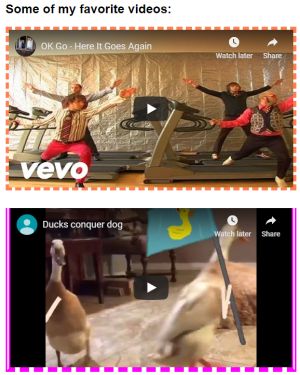 Some of my favorite videos:
OK Go - Here It Goes Again
Watch later
Share
vevo
Ducks conquer dog
Watch later
Share